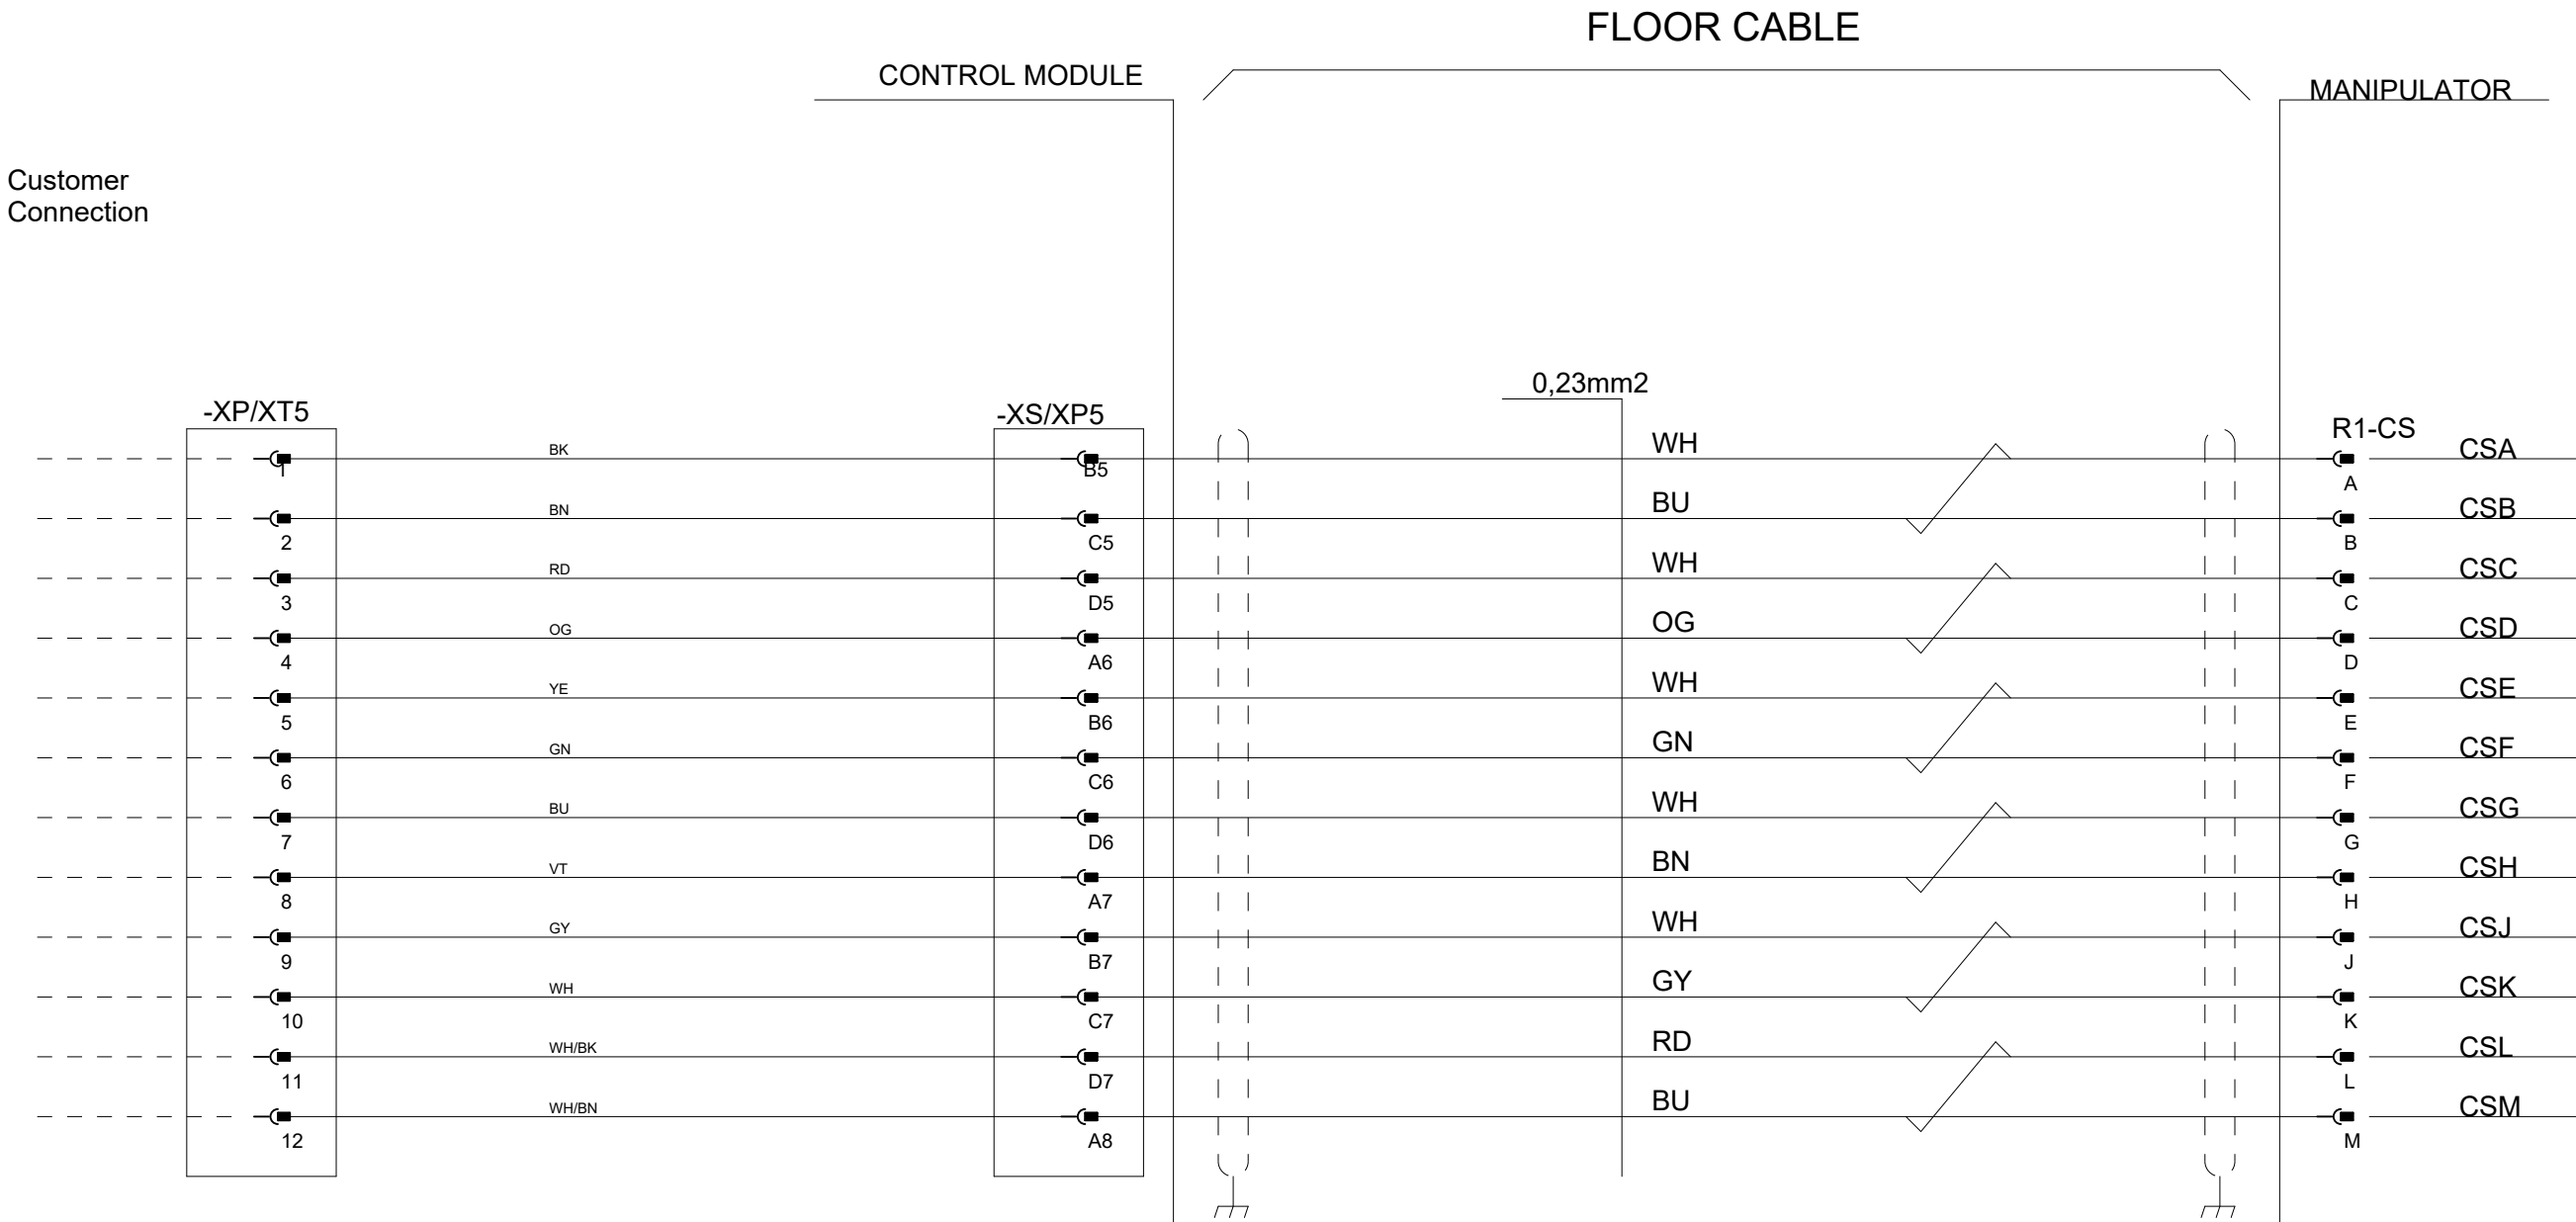 FLOOR CABLE
CONTROL MODULE
MANIPULATOR
Customer
Connection
0,23mm2
-XP/XT5
-XS/XP5
R1-CS
BK WH CSA
1 B5 A
BN BU CSB
2 C5 B
RD WH CSC
3 D5 C
OG OG CSD
4 A6 D
YE WH CSE
5 B6 E
GN GN CSF
6 C6 F
BU WH CSG
7 D6 G
VT BN CSH
8 A7 H
GY WH CSJ
9 B7 J
WH GY CSK
10 C7 K
WH/BK RD CSL
11 D7 L
WH/BN BU CSM
12 A8 M